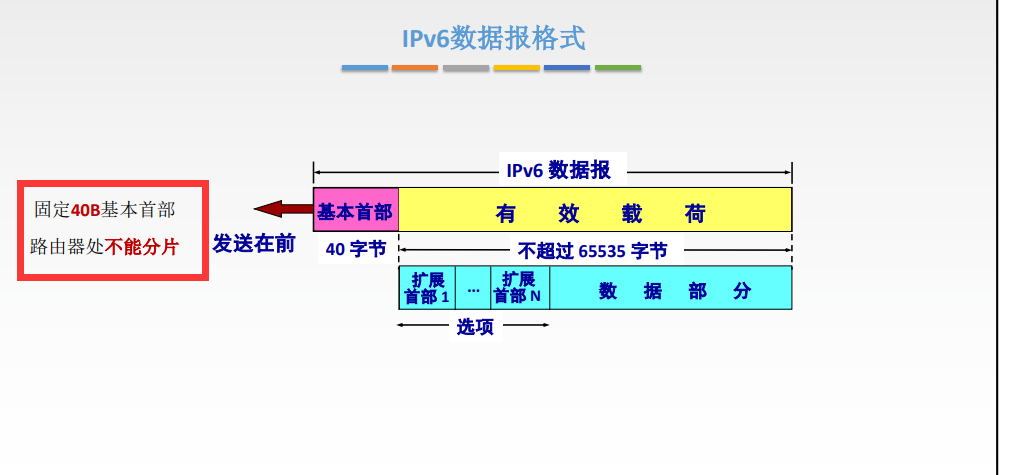 IPv6数据报格式
IPv6 数据报
固定40B基本首部
路由器处不能分片
发送在前
基本首部
有 效 载 荷
40 字节
不超过 65535 字节
扩展
首部 1
...
扩展
首部 N
数 据 部 分
选项